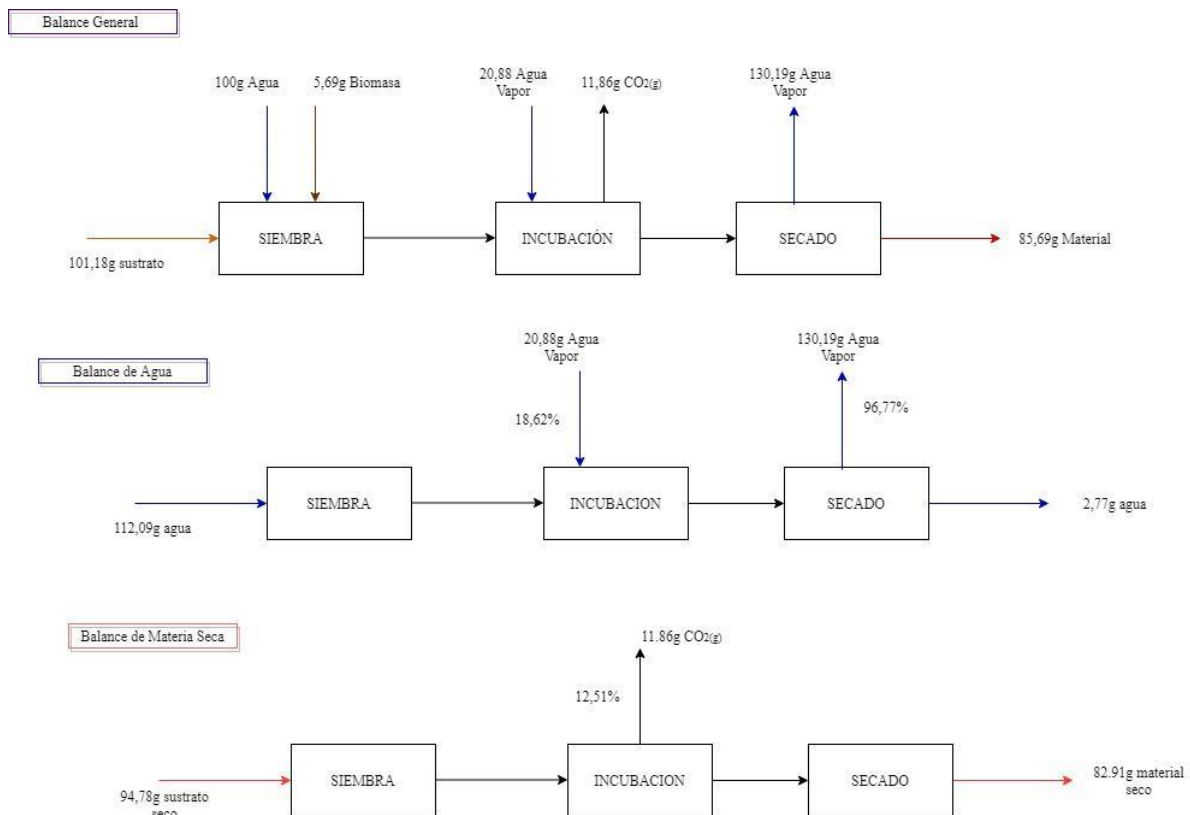 Balance General
100g Agua
5,69g Biomasa
20,88 Agua
Vapor
11,86g CO2(g)
130,19g Agua
Vapor
SIEMBRA
INCUBACIÓN
SECADO
85,69g Material
101,18g sustrato
Balance de Agua
20,88g Agua
Vapor
130,19g Agua
Vapor
18,62%
96,77%
SIEMBRA
INCUBACION
SECADO
2,77g agua
112,09g agua
Balance de Materia Seca
11.86g CO2(g)
12,51%
SIEMBRA
INCUBACION
SECADO
82.91g material
seco
94,78g sustrato
seco